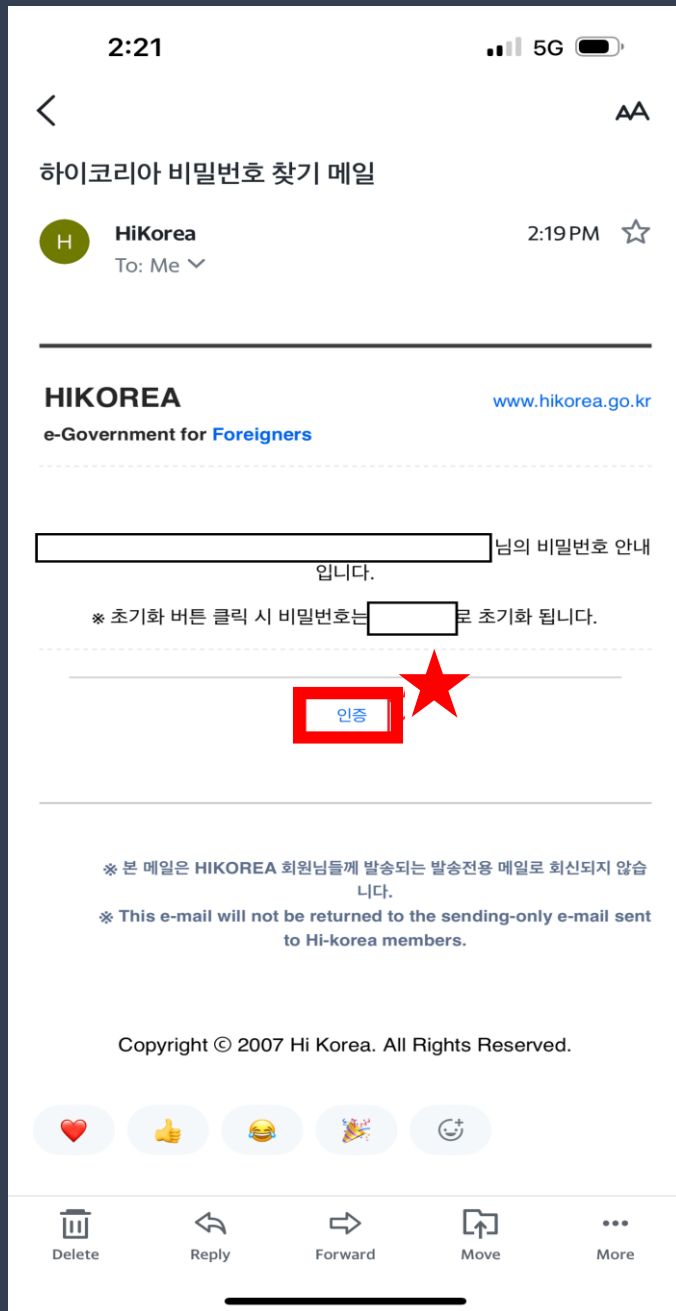 2:21
5G
AA
하이코리아 비밀번호 찾기 메일
H
HiKorea
2:19 PM
To: Me
HIKOREA
www.hikorea.go.kr
e-Government for Foreigners
님의 비밀번호 안내
입니다.
※ 초기화 버튼 클릭 시 비밀번호는
로 초기화 됩니다.
인증
※ 본 메일은 HIKOREA 회원님들께 발송되는 발송전용 메일로 회신되지 않습
니다.
※ This e-mail will not be returned to the sending-only e-mail sent
to Hi-korea members.
Copyright ⓒ 2007 Hi Korea. All Rights Reserved.
Delete
Reply
Forward
Move
More